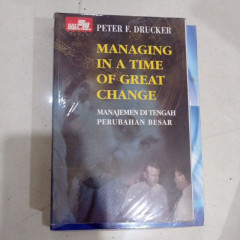 PETER F. DRUCKER
MANAGING
IN A TIME
OF GREAT
CHANGE
MANAJEMEN DI TENGAH
PERUBAHAN BESAR